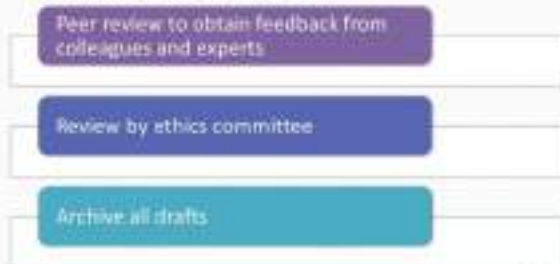 Peer review to obtain feedback from
colleagues and experts
Review by ethics committee
Archive all drafts